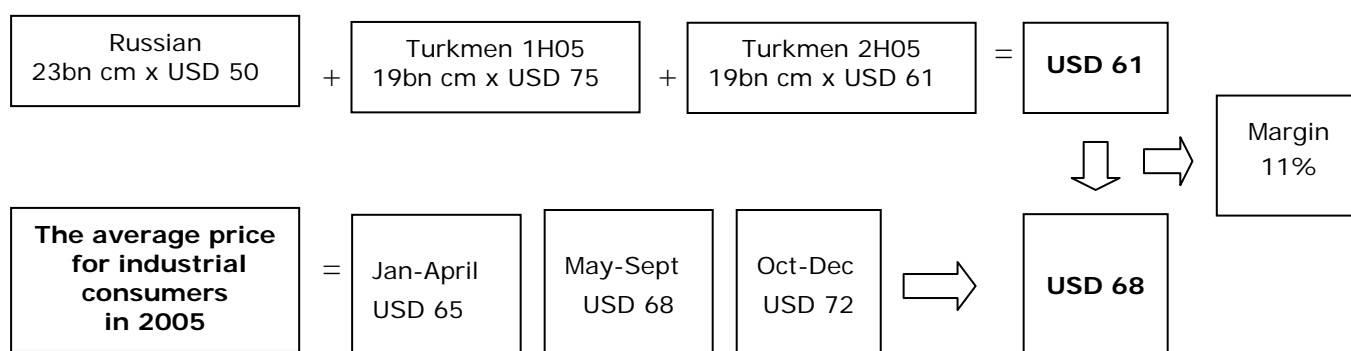 Russian
23bn cm x USD 50
+
Turkmen 1H05
19bn cm x USD 75
+
Turkmen 2H05
19bn cm x USD 61
=
USD 61
Margin
11%
The average price
for industrial
consumers
in 2005
=
Jan-April
USD 65
May-Sept
USD 68
Oct-Dec
USD 72
USD 68